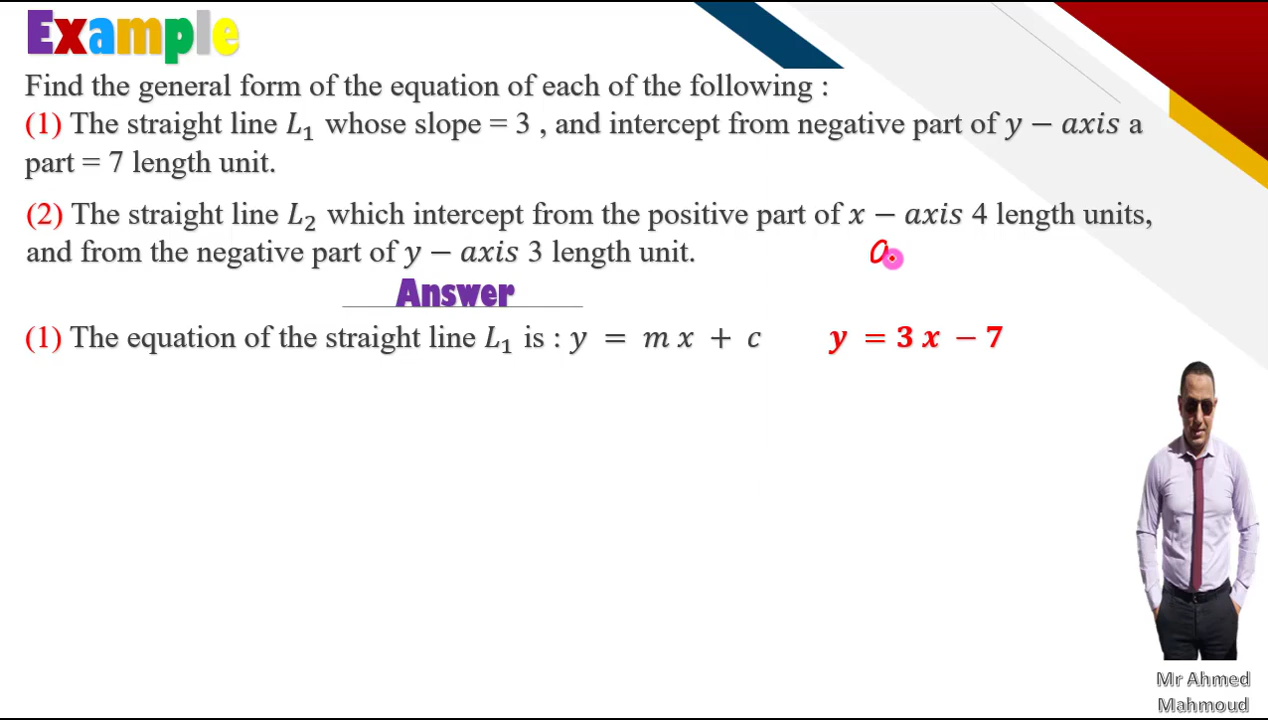 Example
Find the general form of the equation of each of the following :
(1) The straight line L₁ whose slope = 3 , and intercept from negative part of y − axis a
part = 7 length unit.
(2) The straight line L₂ which intercept from the positive part of x − axis 4 length units,
and from the negative part of y − axis 3 length unit.
Answer
(1) The equation of the straight line L₁ is : y = m x + c y = 3 x − 7
Mr Ahmed
Mahmoud